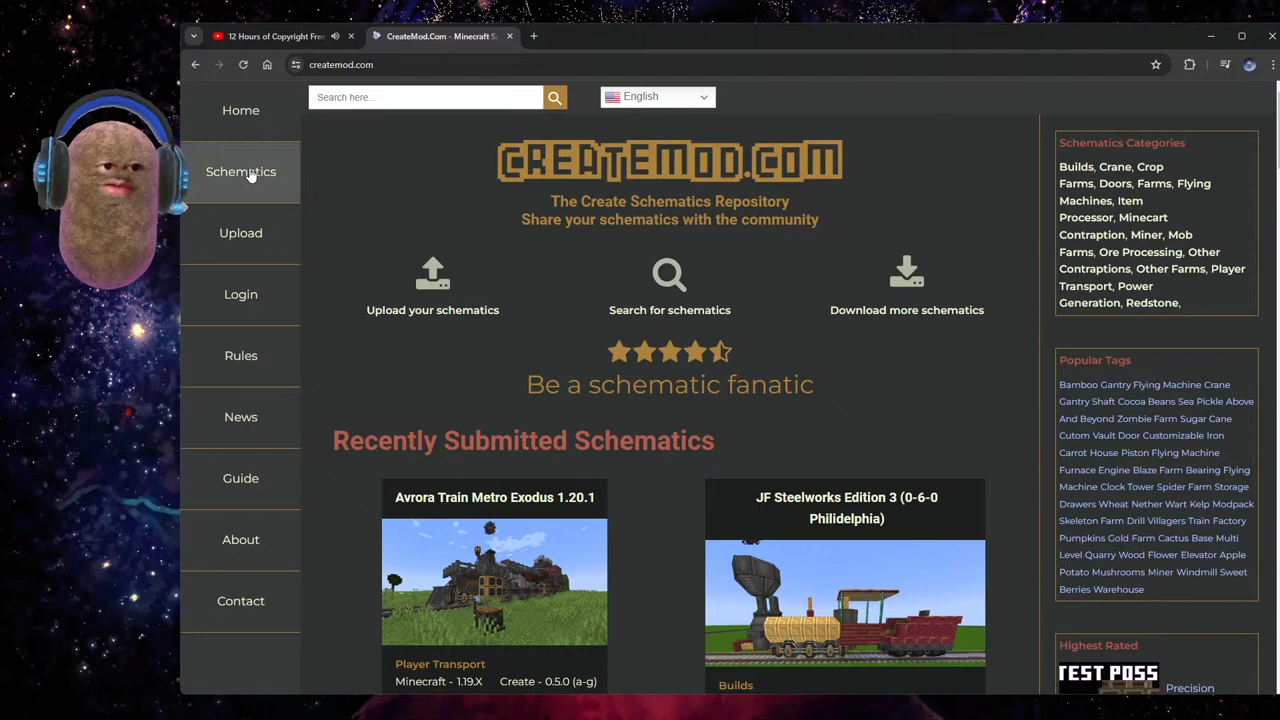 12 Hours of Copyright Free
CreateMod.Com - Minecraft Sc
createmod.com
Search here...
English
Home
Schematics
Upload
Login
Rules
News
Guide
About
Contact
CREATEMOD.COM
The Create Schematics Repository
Share your schematics with the community
Upload your schematics
Search for schematics
Download more schematics
Be a schematic fanatic
Recently Submitted Schematics
Avrora Train Metro Exodus 1.20.1
Player Transport
Minecraft - 1.19.X Create - 0.5.0 (a-g)
JF Steelworks Edition 3 (0-6-0
Philidelphia)
Builds
Schematics Categories
Builds, Crane, Crop
Farms, Doors, Farms, Flying
Machines, Item
Processor, Minecart
Contraption, Miner, Mob
Farms, Ore Processing, Other
Contraptions, Other Farms, Player
Transport, Power
Generation, Redstone,
Popular Tags
Bamboo Gantry Flying Machine Crane
Gantry Shaft Cocoa Beans Sea Pickle Above
And Beyond Zombie Farm Sugar Cane
Cutom Vault Door Customizable Iron
Carrot House Piston Flying Machine
Furnace Engine Blaze Farm Bearing Flying
Machine Clock Tower Spider Farm Storage
Drawers Wheat Nether Wart Kelp Modpack
Skeleton Farm Drill Villagers Train Factory
Pumpkins Gold Farm Cactus Base Multi
Level Quarry Wood Flower Elevator Apple
Potato Mushrooms Miner Windmill Sweet
Berries Warehouse
Highest Rated
TEST POSS
Precision